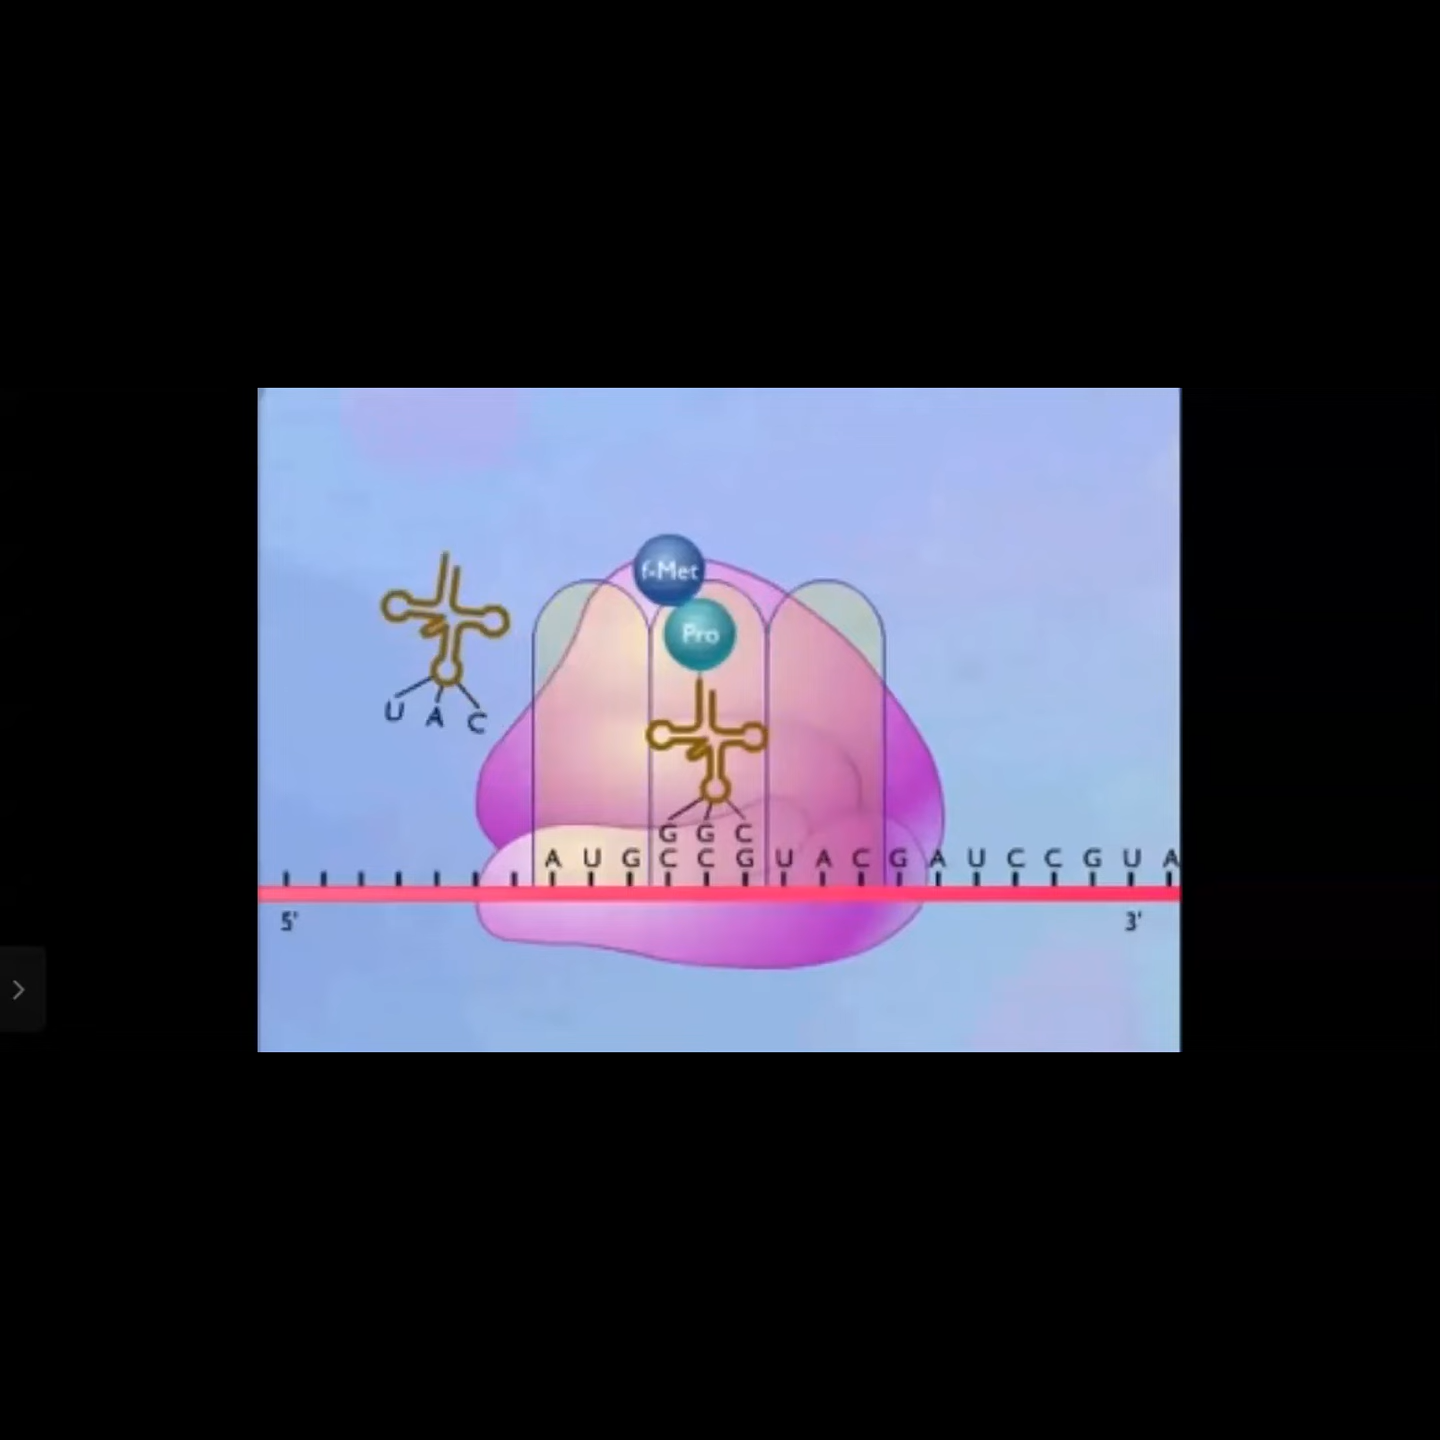 f-Met
Pro
U A C
G G C
A U G C C G U A C G A U C C G U A
5' 3'